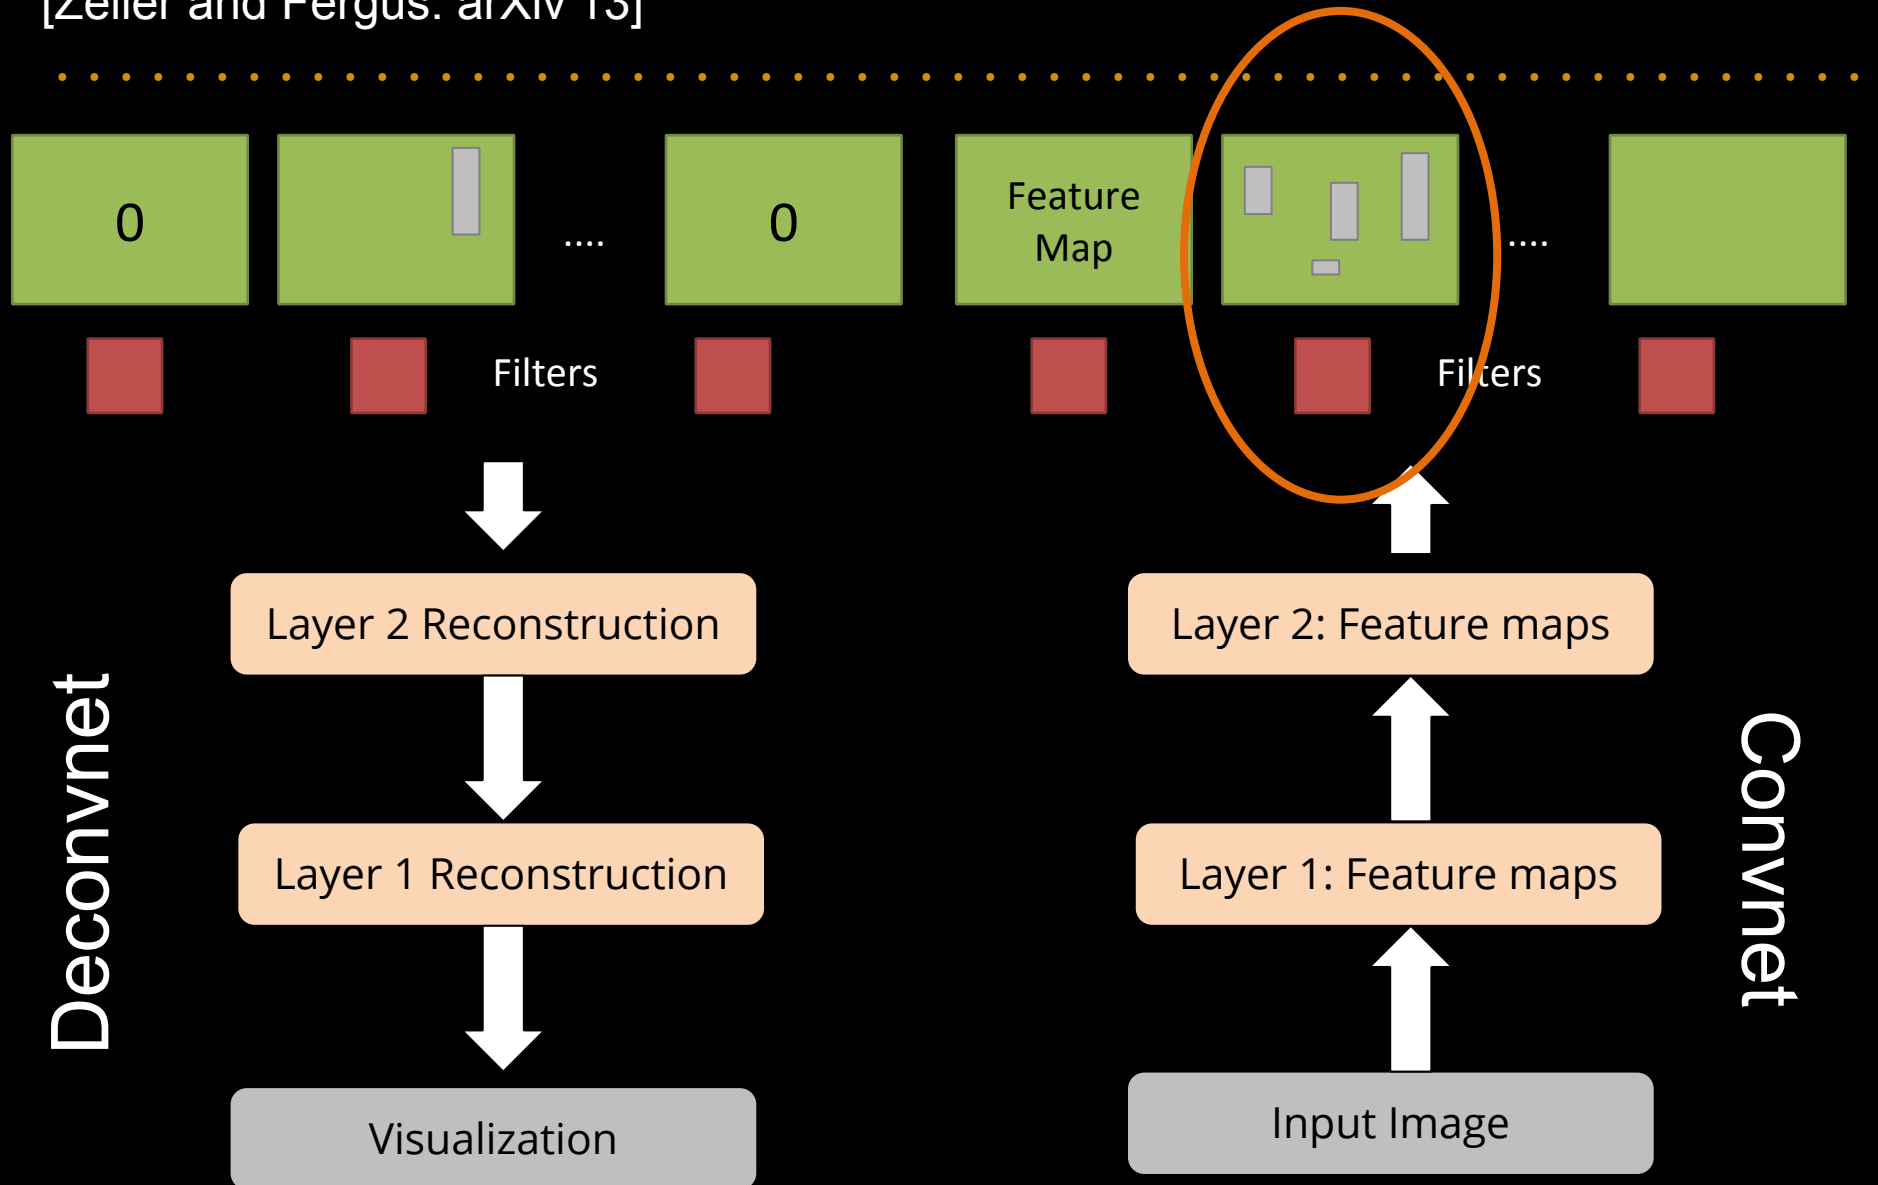 [Zeiler and Fergus. arXiv'13]
0
....
0
Feature
Map
....
Filters
Filters
Layer 2 Reconstruction
Layer 2: Feature maps
Deconvnet
Convnet
Layer 1 Reconstruction
Layer 1: Feature maps
Visualization
Input Image